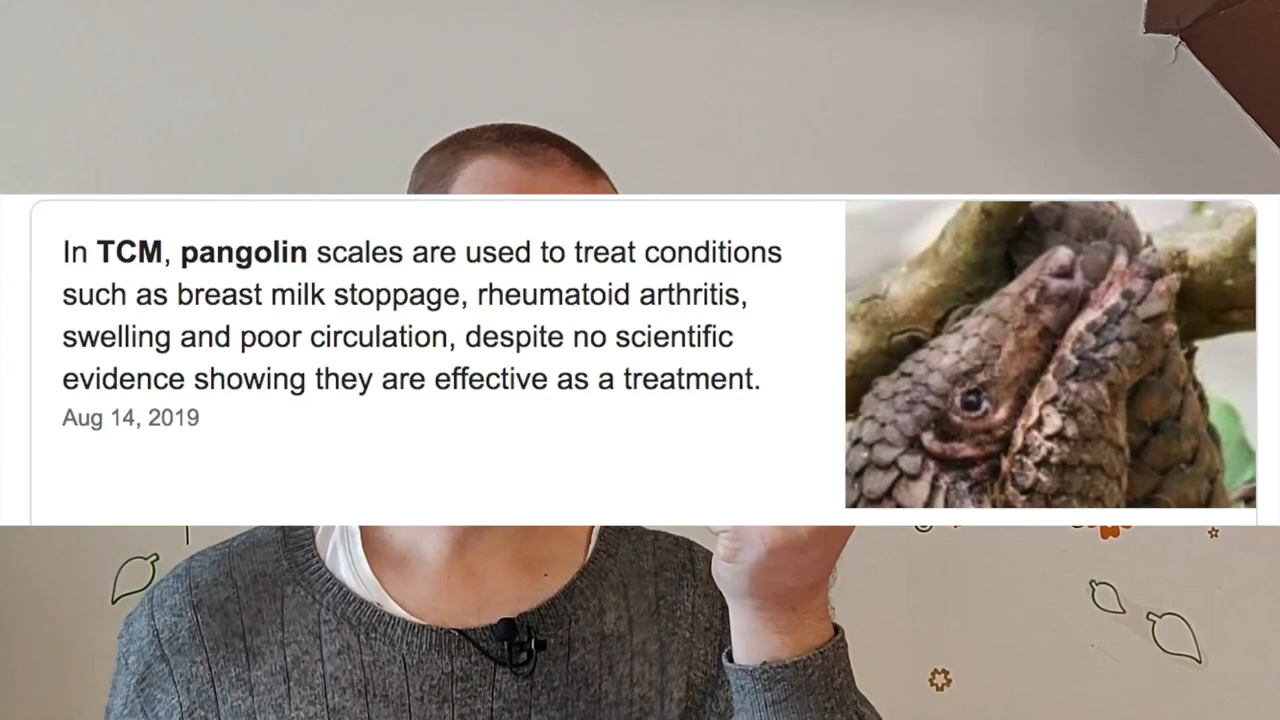 In TCM, pangolin scales are used to treat conditions
such as breast milk stoppage, rheumatoid arthritis,
swelling and poor circulation, despite no scientific
evidence showing they are effective as a treatment.
Aug 14, 2019